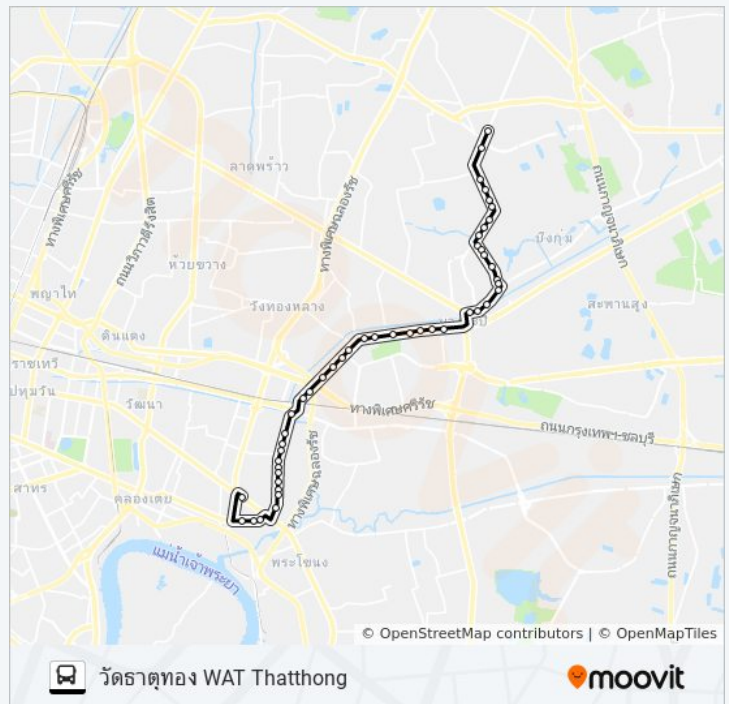 ลาดพร้าว
ทางพิเศษศรีรัช
ถนนวิภาวดีรังสิต
ทางพิเศษฉลองรัช
ถนนกาญจนาภิเษก
บึงกุ่ม
ห้วยขวาง
พญาไท
วังทองหลาง
สะพานสูง
ดินแดง
ราชเทวี
ปทุมวัน
วัฒนา
ทางพิเศษศรีรัช
ถนนกรุงเทพฯ-ชลบุรี
ทางพิเศษฉลองรัช
สาทร
คลองเตย
ถนนกาญจนาภิเษก
แม่น้ำเจ้าพระยา
พระโขนง
© OpenStreetMap contributors | © OpenMapTiles
วัดธาตุทอง WAT Thatthong
moovit